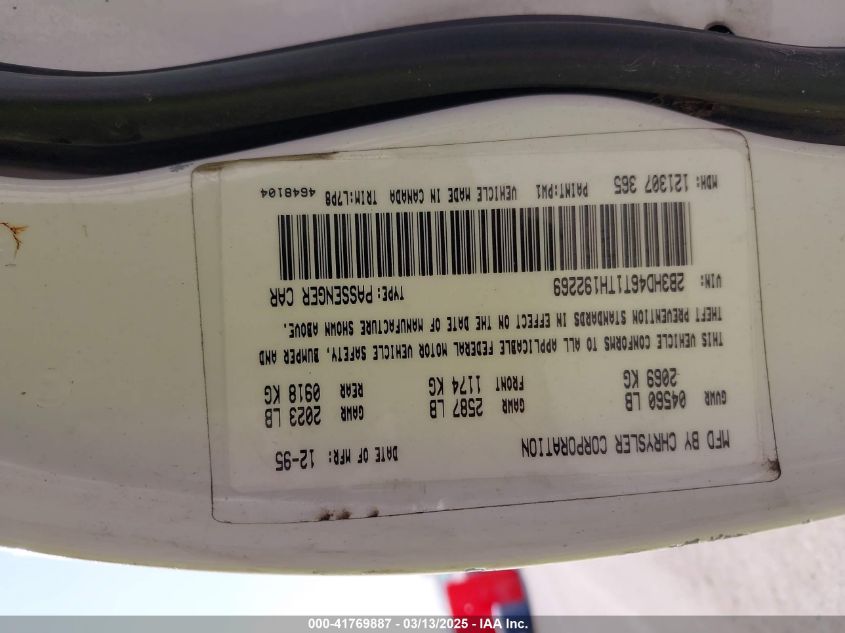 MFD BY CHRYSLER CORPORATION DATE OF MFR: 12-95
GVWR 04560 LB GAWR 2587 LB GAWR 2023 LB
2069 KG FRONT 1174 KG REAR 0918 KG
THIS VEHICLE CONFORMS TO ALL APPLICABLE FEDERAL MOTOR VEHICLE SAFETY, BUMPER AND
THEFT PREVENTION STANDARDS IN EFFECT ON THE DATE OF MANUFACTURE SHOWN ABOVE.
VIN: 2B3HD46T1TH192269 TYPE: PASSENGER CAR
MDH: 121307 365 PAINT:PW1 VEHICLE MADE IN CANADA TRIM:L7P8 4648104
000-41769887 - 03/13/2025 - IAA Inc.